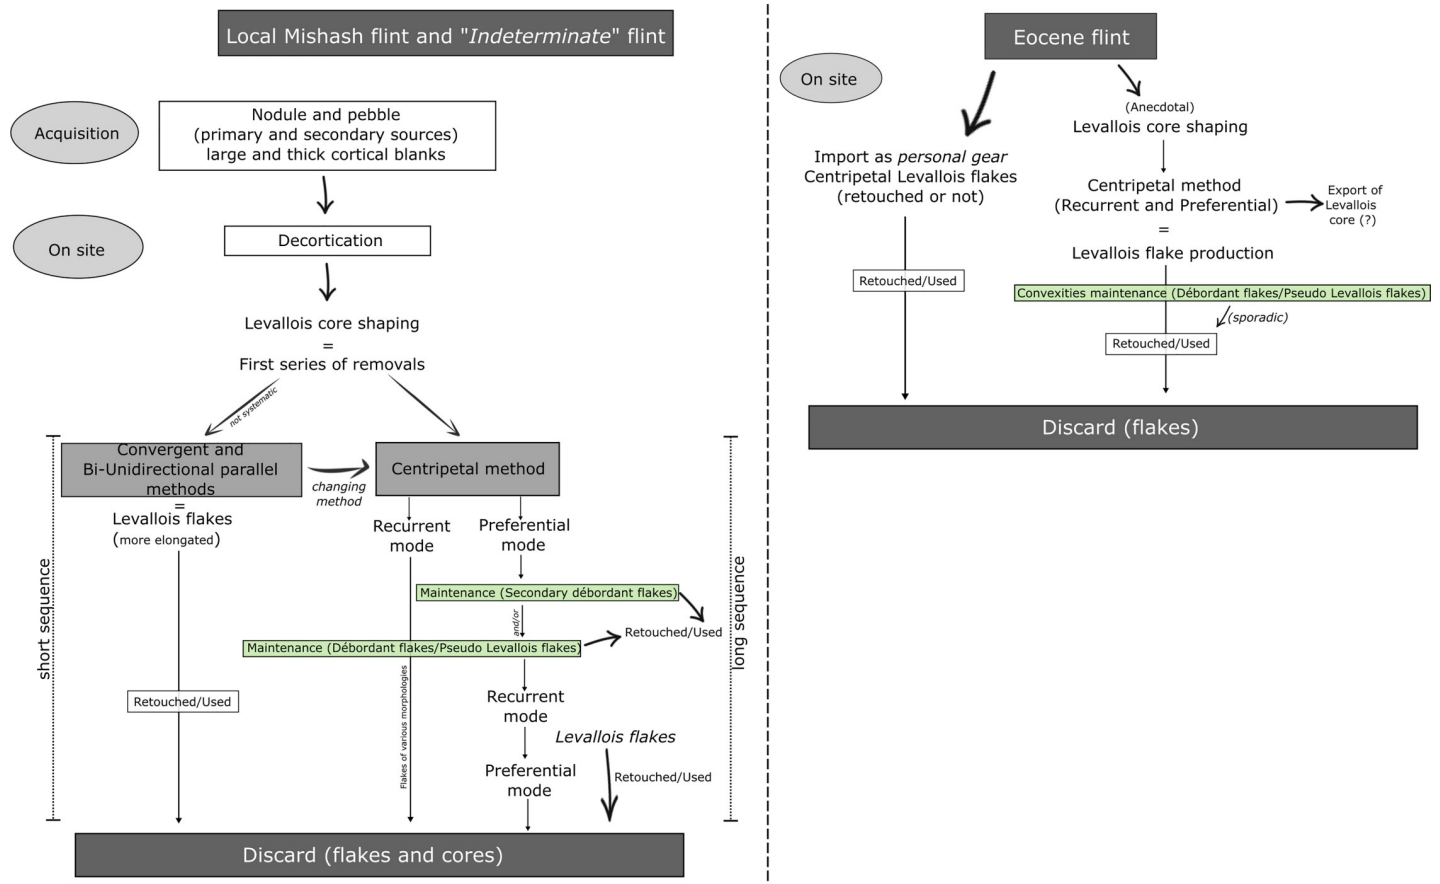 Local Mishash flint and "Indeterminate" flint
Acquisition
Nodule and pebble
(primary and secondary sources)
large and thick cortical blanks
On site
Decortication
Levallois core shaping
=
First series of removals
not systematic
Convergent and
Bi-Unidirectional parallel
methods
changing
method
Centripetal method
=
Levallois flakes
(more elongated)
Recurrent
mode
Preferential
mode
short sequence
long sequence
Maintenance (Secondary débordant flakes)
and/or
Retouched/Used
Maintenance (Débordant flakes/Pseudo Levallois flakes)
Flakes of various morphologies
Retouched/Used
Recurrent
mode
Levallois flakes
Preferential
mode
Retouched/Used
Discard (flakes and cores)
Eocene flint
On site
Import as personal gear
Centripetal Levallois flakes
(retouched or not)
Retouched/Used
(Anecdotal)
Levallois core shaping
Centripetal method
(Recurrent and Preferential)
Export of
Levallois
core (?)
=
Levallois flake production
Convexities maintenance (Débordant flakes/Pseudo Levallois flakes)
(sporadic)
Retouched/Used
Discard (flakes)